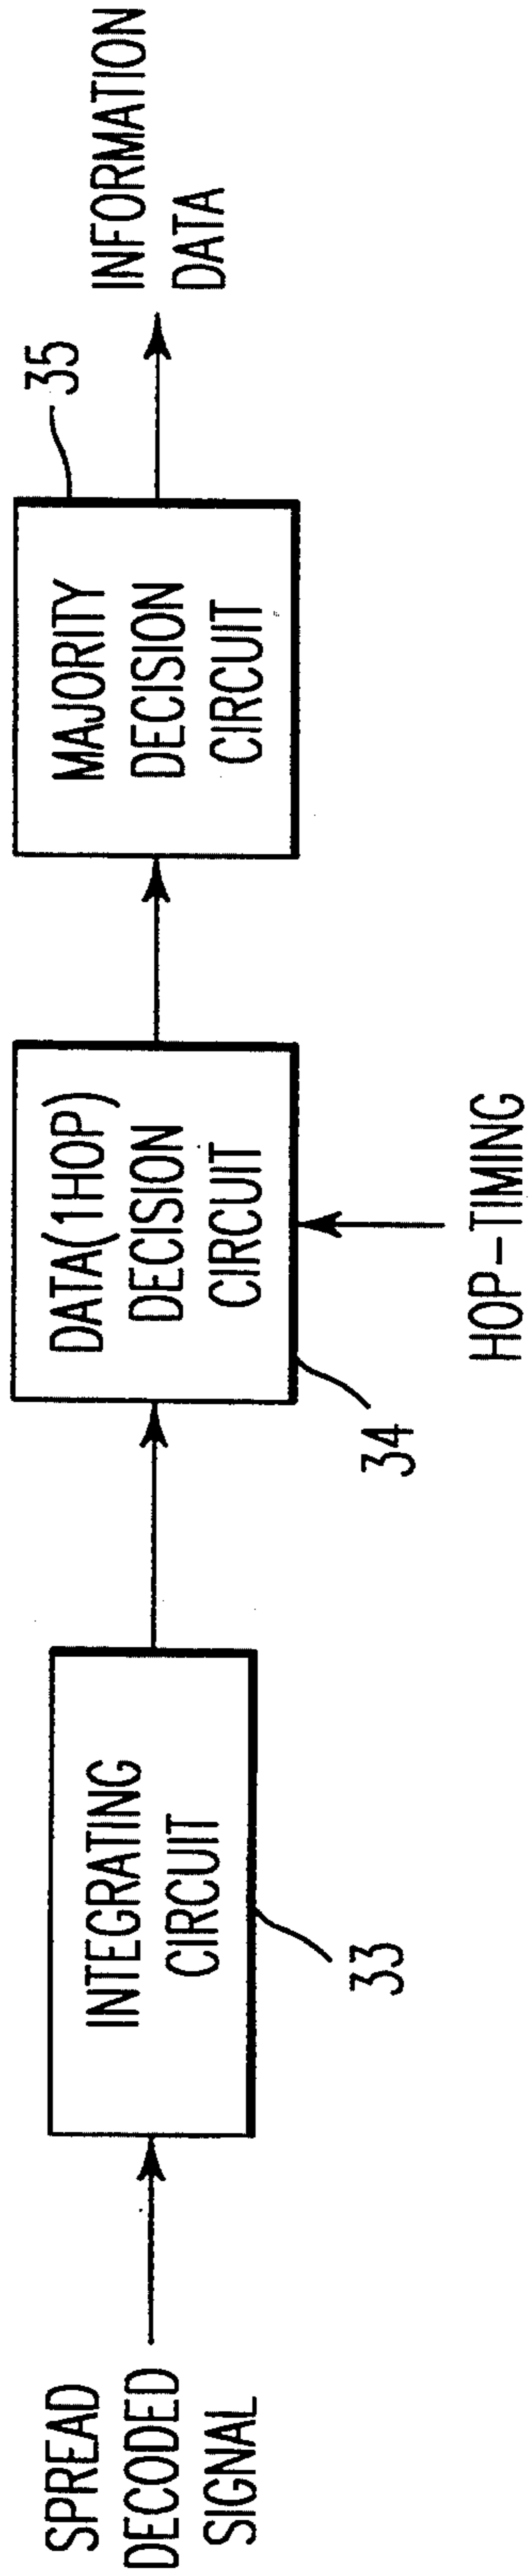 SPREAD
DECODED
SIGNAL
INTEGRATING
CIRCUIT
33
DATA(1HOP)
DECISION
CIRCUIT
34
HOP-TIMING
MAJORITY
DECISION
CIRCUIT
35
INFORMATION
DATA